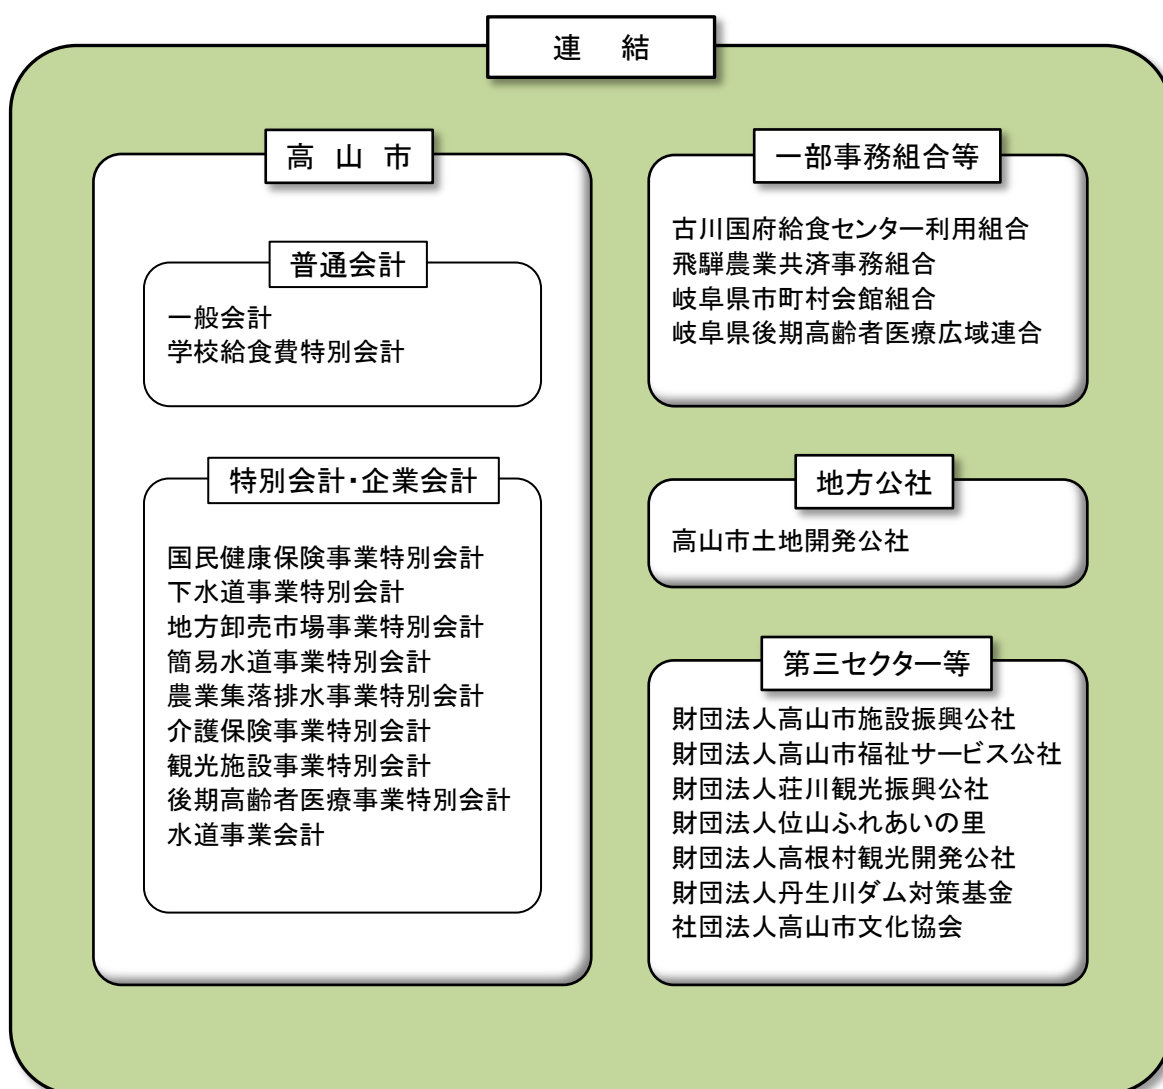 連 結
高 山 市
普通会計
一般会計
学校給食費特別会計
特別会計・企業会計
国民健康保険事業特別会計
下水道事業特別会計
地方卸売市場事業特別会計
簡易水道事業特別会計
農業集落排水事業特別会計
介護保険事業特別会計
観光施設事業特別会計
後期高齢者医療事業特別会計
水道事業会計
一部事務組合等
古川国府給食センター利用組合
飛騨農業共済事務組合
岐阜県市町村会館組合
岐阜県後期高齢者医療広域連合
地方公社
高山市土地開発公社
第三セクター等
財団法人高山市施設振興公社
財団法人高山市福祉サービス公社
財団法人荘川観光振興公社
財団法人位山ふれあいの里
財団法人高根村観光開発公社
財団法人丹生川ダム対策基金
社団法人高山市文化協会